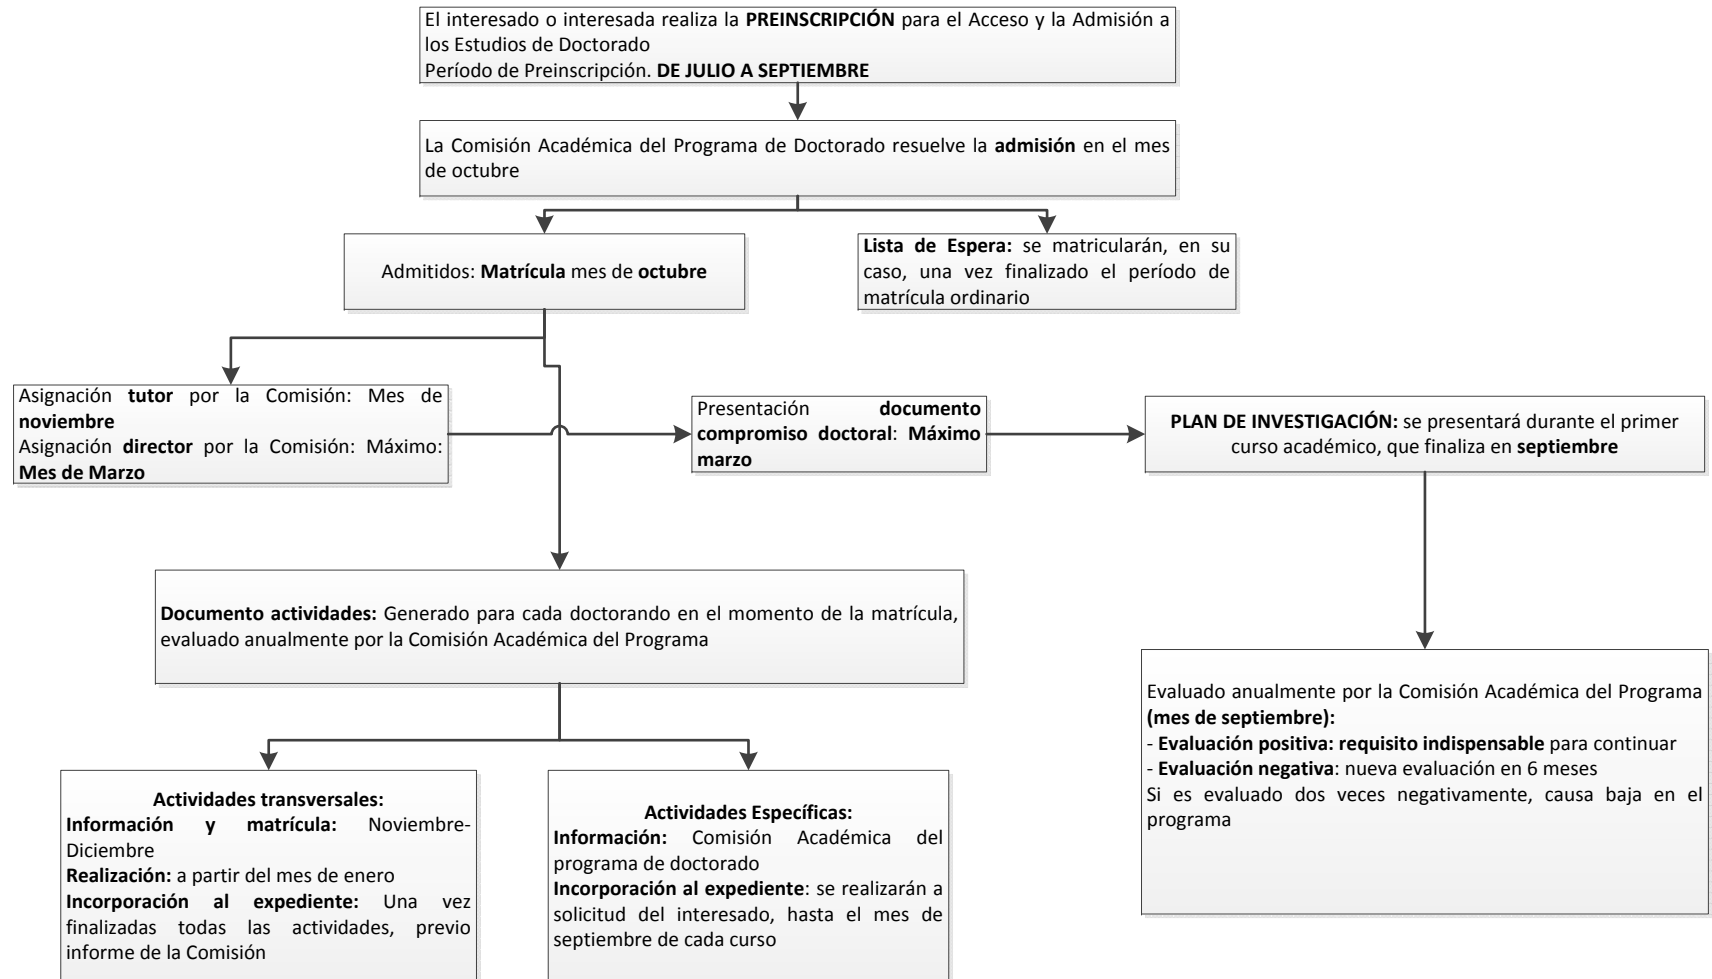 El interesado o interesada realiza la PREINSCRIPCIÓN para el Acceso y la Admisión a
los Estudios de Doctorado
Período de Preinscripción. DE JULIO A SEPTIEMBRE
La Comisión Académica del Programa de Doctorado resuelve la admisión en el mes
de octubre
Admitidos: Matrícula mes de octubre
Lista de Espera: se matricularán, en su
caso, una vez finalizado el período de
matrícula ordinario
Asignación tutor por la Comisión: Mes de
noviembre
Asignación director por la Comisión: Máximo:
Mes de Marzo
Presentación documento
compromiso doctoral: Máximo
marzo
PLAN DE INVESTIGACIÓN: se presentará durante el primer
curso académico, que finaliza en septiembre
Documento actividades: Generado para cada doctorando en el momento de la matrícula,
evaluado anualmente por la Comisión Académica del Programa
Evaluado anualmente por la Comisión Académica del Programa
(mes de septiembre):
- Evaluación positiva: requisito indispensable para continuar
- Evaluación negativa: nueva evaluación en 6 meses
Si es evaluado dos veces negativamente, causa baja en el
programa
Actividades transversales:
Información y matrícula: Noviembre-
Diciembre
Realización: a partir del mes de enero
Incorporación al expediente: Una vez
finalizadas todas las actividades, previo
informe de la Comisión
Actividades Específicas:
Información: Comisión Académica del
programa de doctorado
Incorporación al expediente: se realizarán a
solicitud del interesado, hasta el mes de
septiembre de cada curso